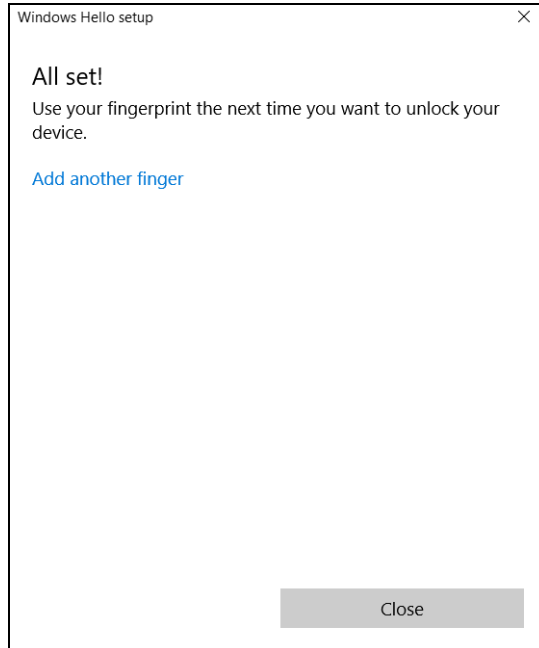 Windows Hello setup
All set!
Use your fingerprint the next time you want to unlock your
device.
Add another finger
Close